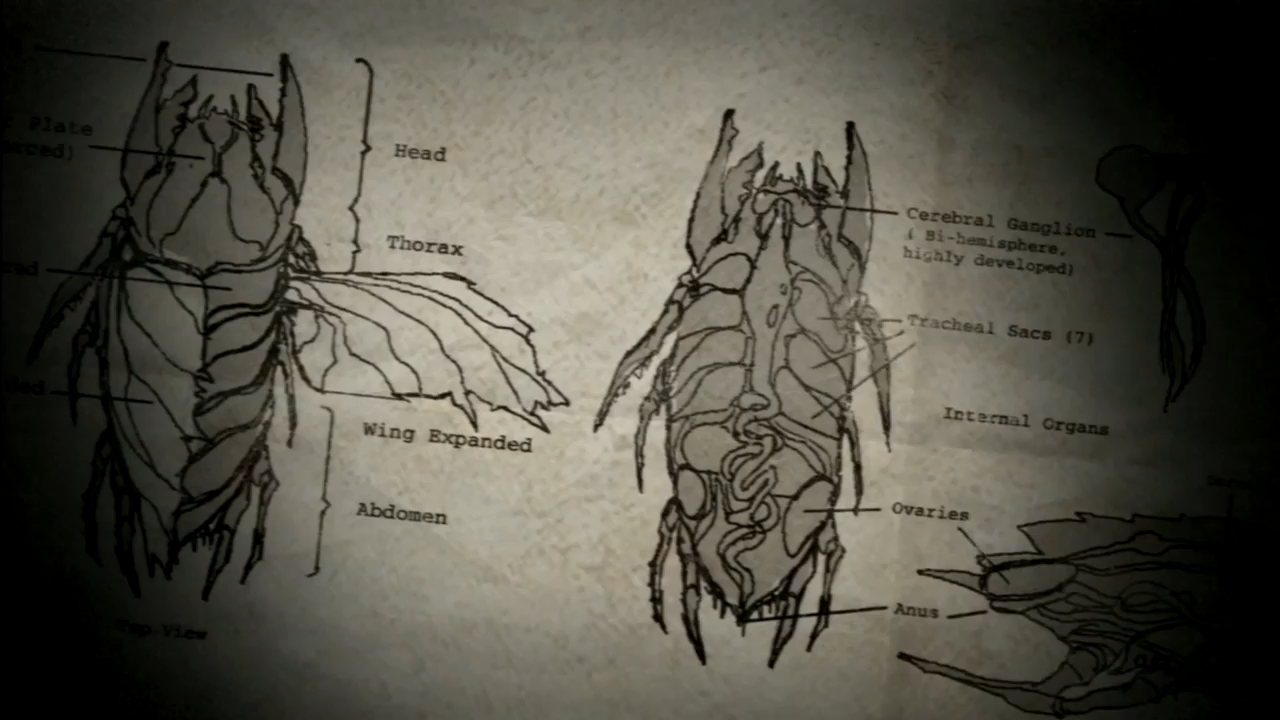 Plate
Head
Thorax
Wing Expanded
Abdomen
View
Cerebral Ganglion
( Bi-hemisphere,
highly developed)
Tracheal Sacs (7)
Internal Organs
Ovaries
Anus